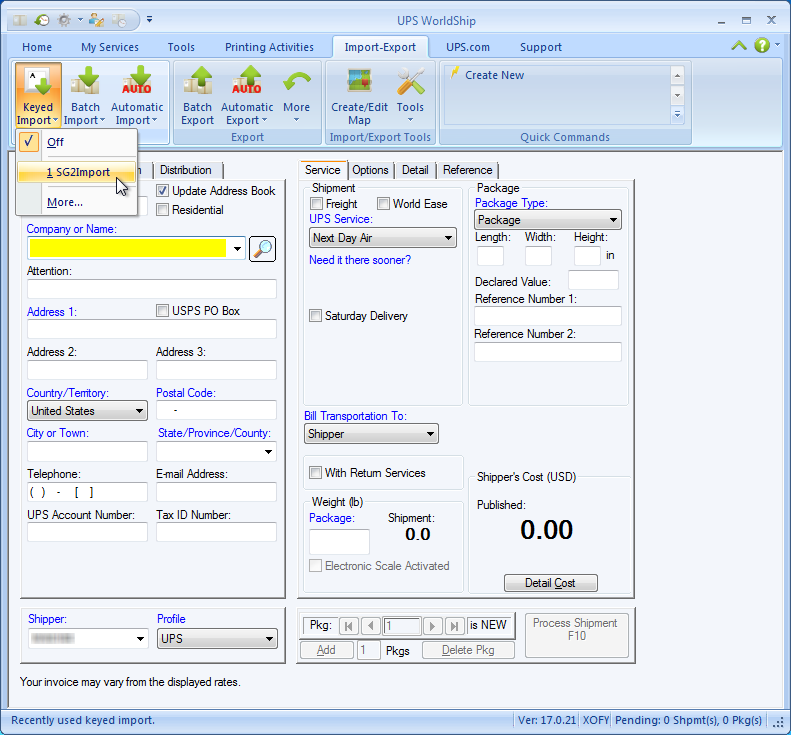 UPS WorldShip
Home My Services Tools Printing Activities Import-Export UPS.com Support
Keyed Import Batch Import Automatic Import
Batch Export Automatic Export More
Create/Edit Map Tools
Create New
Export Import/Export Tools Quick Commands
Off
1 SG2Import
More...
Distribution
Update Address Book
Residential
Company or Name:
Attention:
Address 1: USPS PO Box
Address 2: Address 3:
Country/Territory: Postal Code:
United States -
City or Town: State/Province/County:
Telephone: E-mail Address:
( ) - [ ]
UPS Account Number: Tax ID Number:
Shipper: Profile
UPS
Service Options Detail Reference
Shipment
Freight World Ease
UPS Service:
Next Day Air
Need it there sooner?
Saturday Delivery
Package
Package Type:
Package
Length: Width: Height:
in
Declared Value:
Reference Number 1:
Reference Number 2:
Bill Transportation To:
Shipper
With Return Services
Weight (lb)
Package: Shipment:
0.0
Electronic Scale Activated
Shipper's Cost (USD)
Published:
0.00
Detail Cost
Pkg: 1 is NEW
Add 1 Pkgs Delete Pkg
Process Shipment
F10
Your invoice may vary from the displayed rates.
Recently used keyed import. Ver: 17.0.21 XOFY Pending: 0 Shpmt(s), 0 Pkg(s)